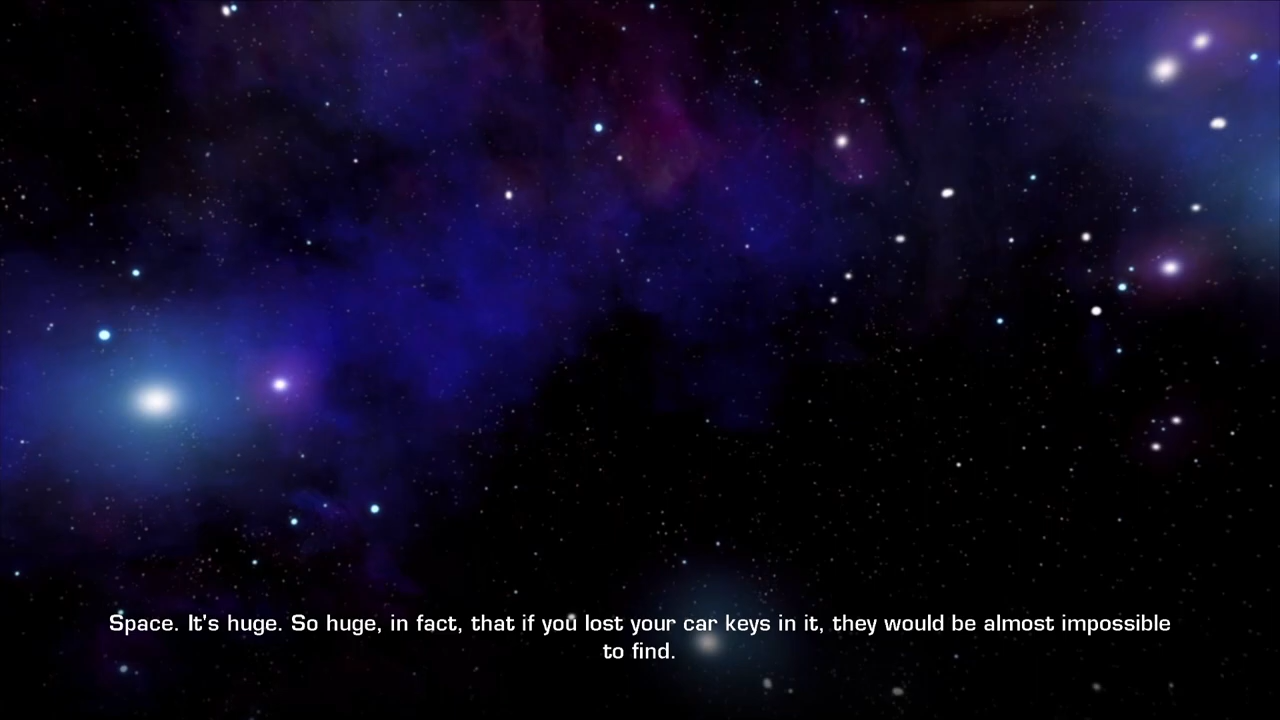 Space. It's huge. So huge, in fact, that if you lost your car keys in it, they would be almost impossible
to find.